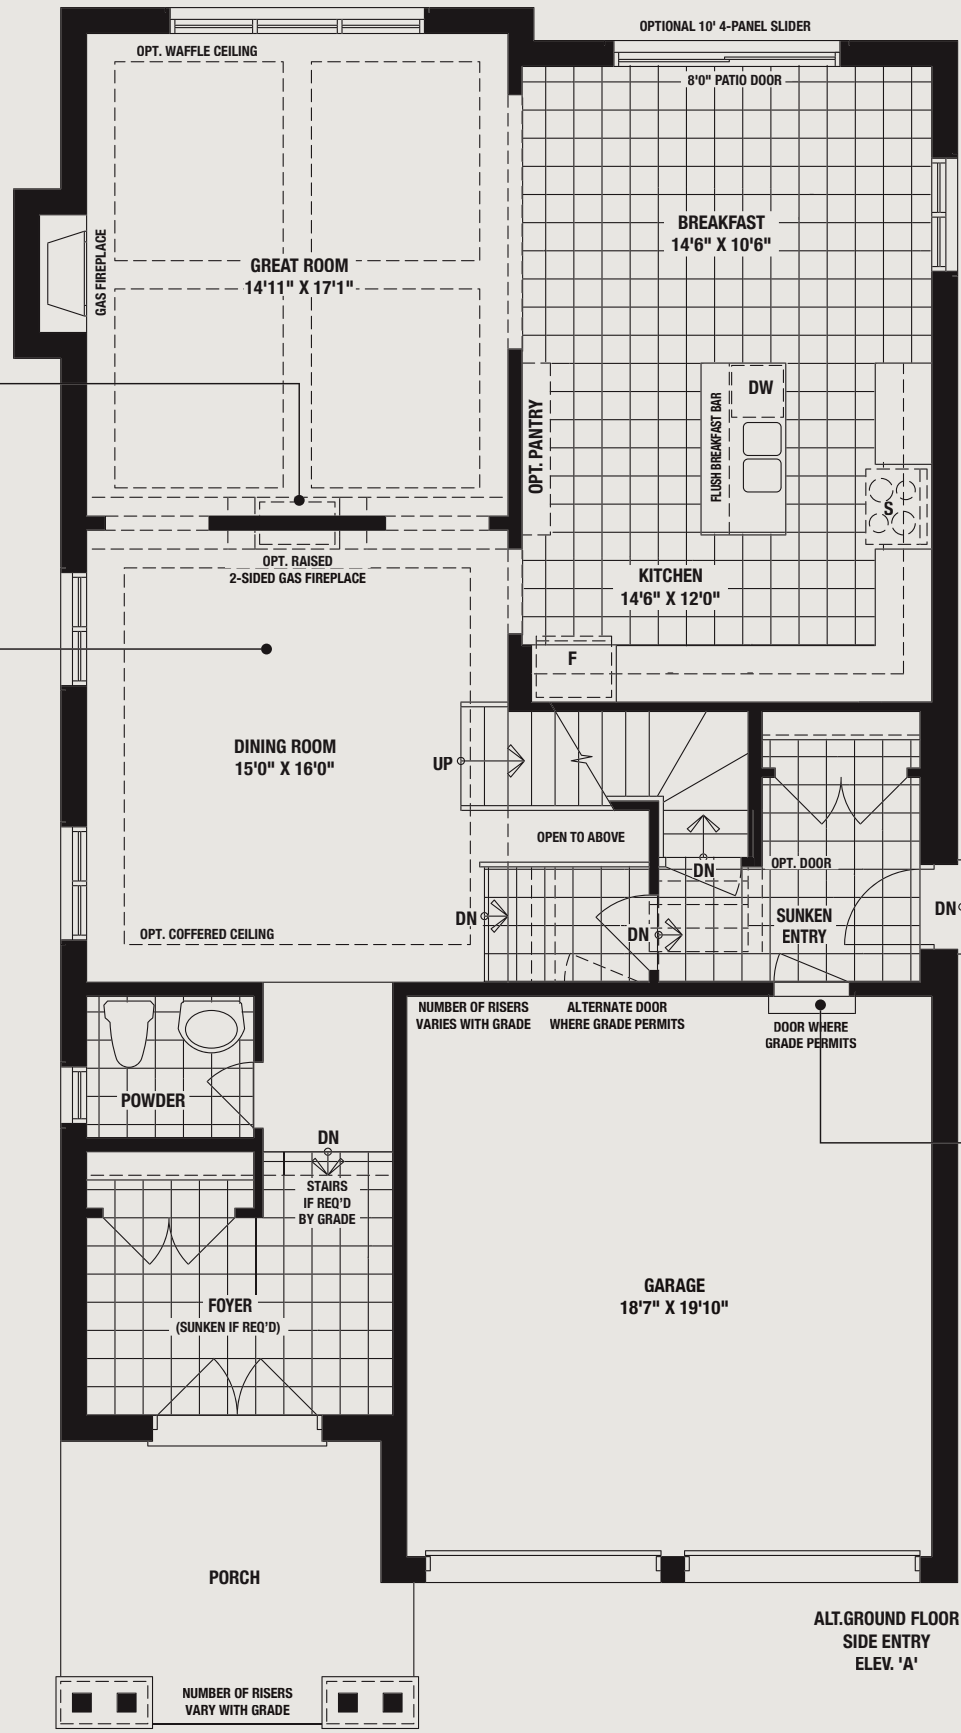 OPTIONAL 10' 4-PANEL SLIDER
OPT. WAFFLE CEILING
8'0" PATIO DOOR
BREAKFAST
14'6" X 10'6"
GAS FIREPLACE
GREAT ROOM
14'11" X 17'1"
OPT. PANTRY
FLUSH BREAKFAST BAR
DW
S
OPT. RAISED
2-SIDED GAS FIREPLACE
KITCHEN
14'6" X 12'0"
F
DINING ROOM
15'0" X 16'0"
UP
OPEN TO ABOVE
OPT. DOOR
DN
DN
DN
SUNKEN
ENTRY
DN
OPT. COFFERED CEILING
NUMBER OF RISERS
VARIES WITH GRADE
ALTERNATE DOOR
WHERE GRADE PERMITS
DOOR WHERE
GRADE PERMITS
POWDER
DN
STAIRS
IF REQ'D
BY GRADE
FOYER
(SUNKEN IF REQ'D)
GARAGE
18'7" X 19'10"
PORCH
ALT.GROUND FLOOR
SIDE ENTRY
ELEV. 'A'
NUMBER OF RISERS
VARY WITH GRADE